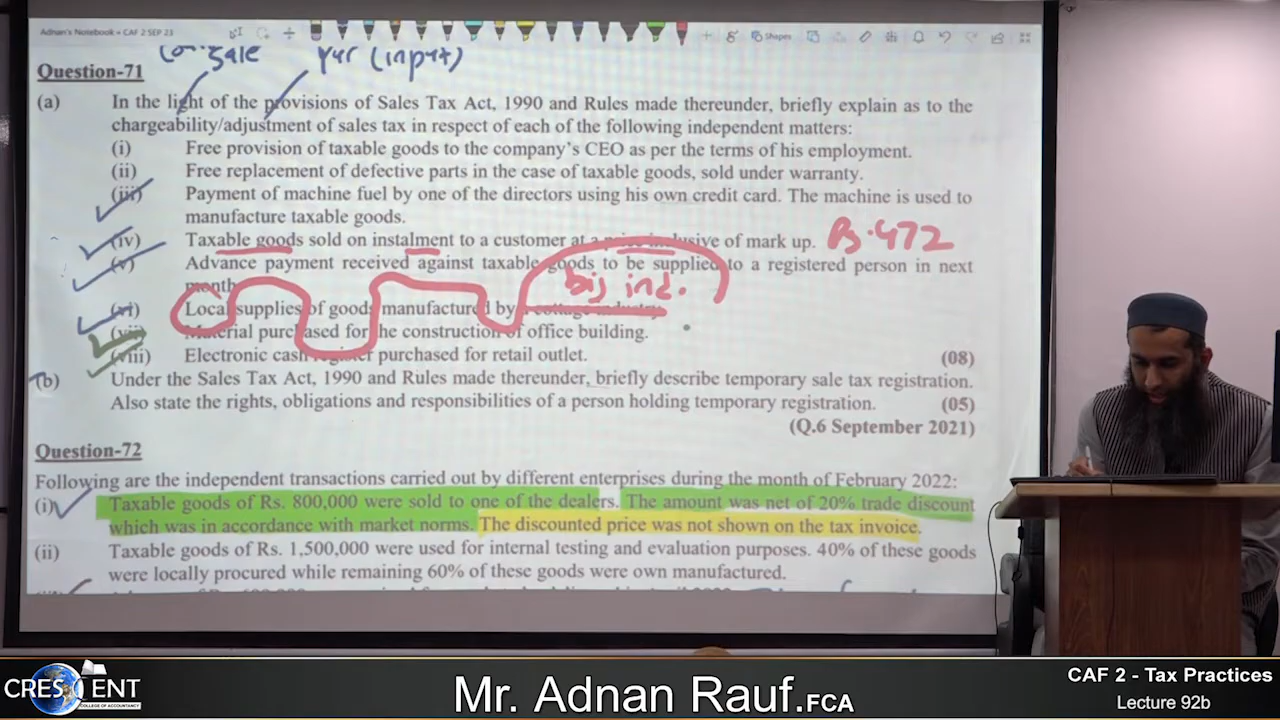 Adnan's Notebook » CAF 2 SEP 23
Shapes
sale Pur (input)
Question-71
(a) In the light of the provisions of Sales Tax Act, 1990 and Rules made thereunder, briefly explain as to the
chargeability/adjustment of sales tax in respect of each of the following independent matters:
(i) Free provision of taxable goods to the company's CEO as per the terms of his employment.
(ii) Free replacement of defective parts in the case of taxable goods, sold under warranty.
(iii) Payment of machine fuel by one of the directors using his own credit card. The machine is used to
manufacture taxable goods.
(iv) Taxable goods sold on instalment to a customer at a price inclusive of mark up. P.472
(v) Advance payment received against taxable goods to be supplied to a registered person in next
month.
big ind.
(vi) Local supplies of goods manufactured by a cottage industry.
(vii) Material purchased for the construction of office building.
(viii) Electronic cash register purchased for retail outlet. (08)
(b) Under the Sales Tax Act, 1990 and Rules made thereunder, briefly describe temporary sale tax registration.
Also state the rights, obligations and responsibilities of a person holding temporary registration. (05)
(Q.6 September 2021)
Question-72
Following are the independent transactions carried out by different enterprises during the month of February 2022:
(i) Taxable goods of Rs. 800,000 were sold to one of the dealers. The amount was net of 20% trade discount
which was in accordance with market norms. The discounted price was not shown on the tax invoice.
(ii) Taxable goods of Rs. 1,500,000 were used for internal testing and evaluation purposes. 40% of these goods
were locally procured while remaining 60% of these goods were own manufactured.
CRESCENT
COLLEGE OF ACCOUNTANCY
Mr. Adnan Rauf.FCA
CAF 2 - Tax Practices
Lecture 92b